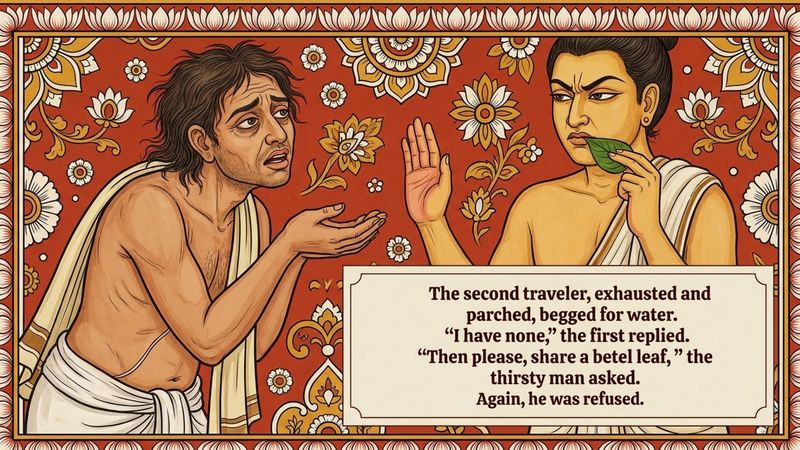 The second traveler, exhausted and
parched, begged for water.
“I have none,” the first replied.
“Then please, share a betel leaf, ” the
thirsty man asked.
Again, he was refused.